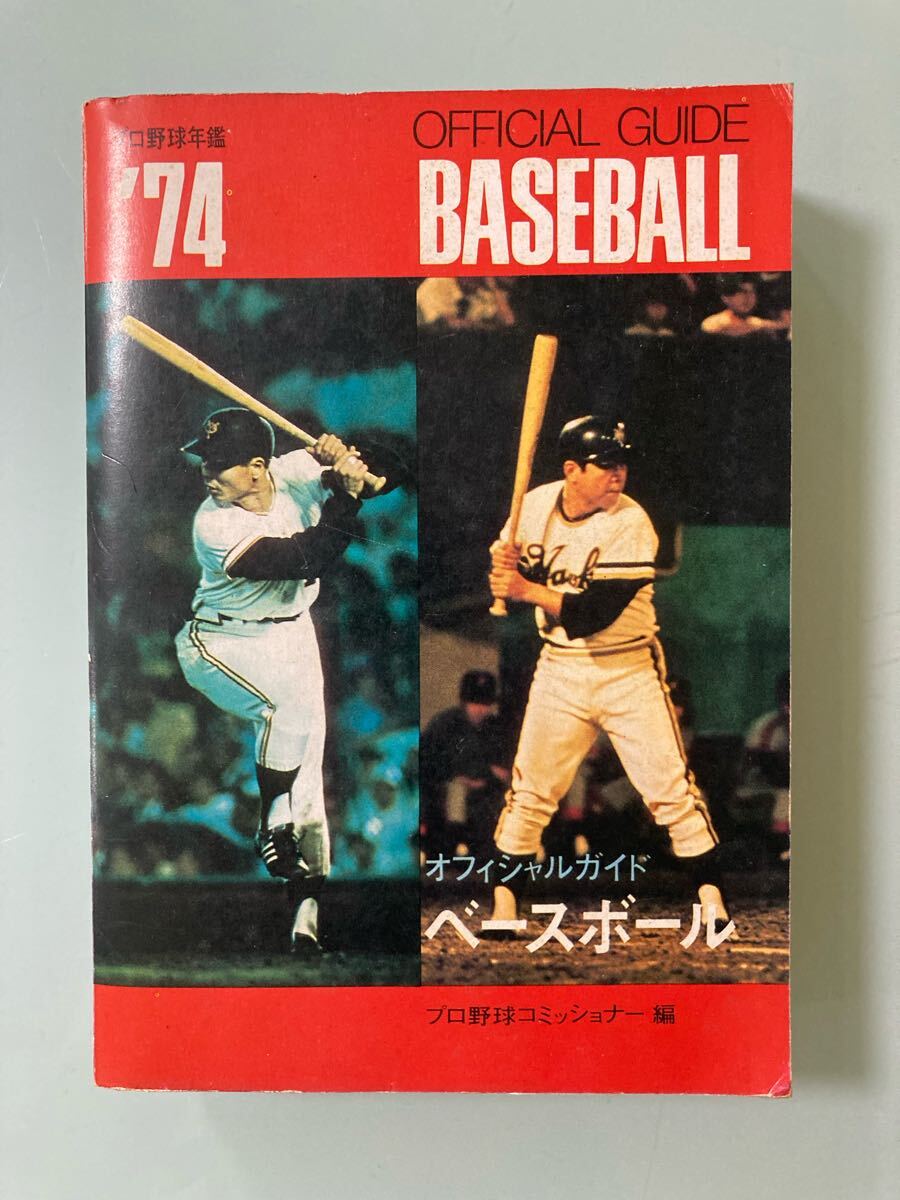 プロ野球年鑑
'74
OFFICIAL GUIDE
BASEBALL
Hawk
オフィシャルガイド
ベースボール
プロ野球コミッショナー 編